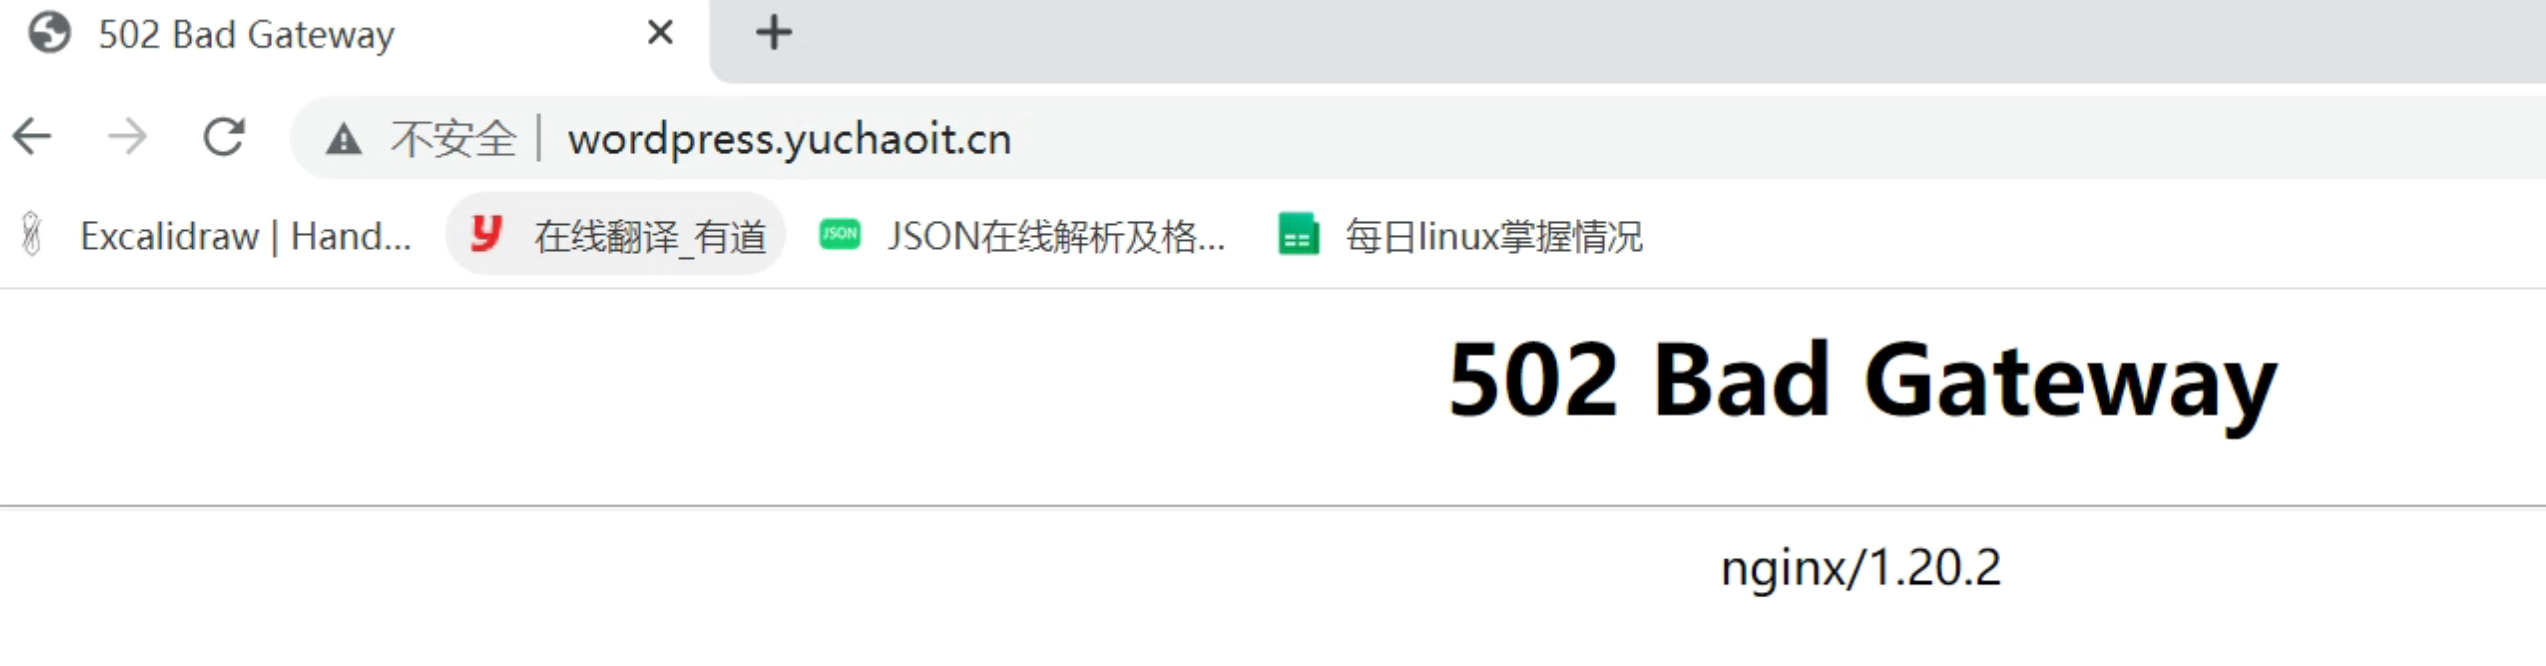 502 Bad Gateway
不安全 | wordpress.yuchaoit.cn
Excalidraw | Hand... 在线翻译_有道 JSON JSON在线解析及格... 每日linux掌握情况
502 Bad Gateway
nginx/1.20.2